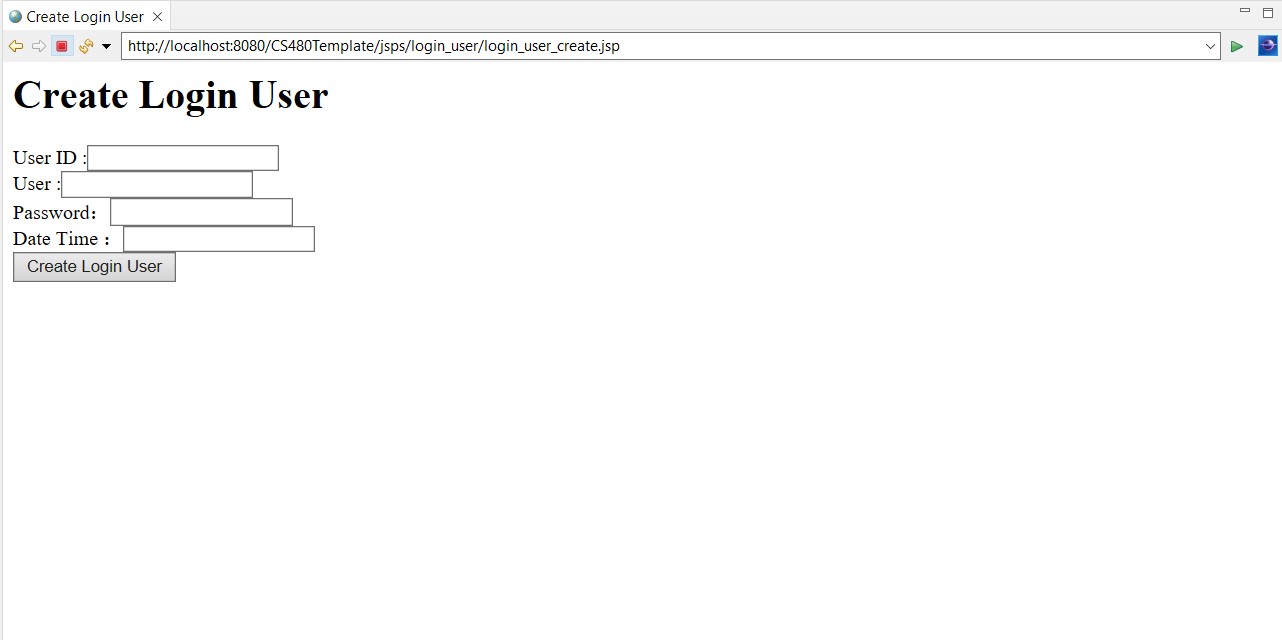 Create Login User
http://localhost:8080/CS480Template/jsps/login_user/login_user_create.jsp
Create Login User
User ID :
User :
Password：
Date Time：
Create Login User